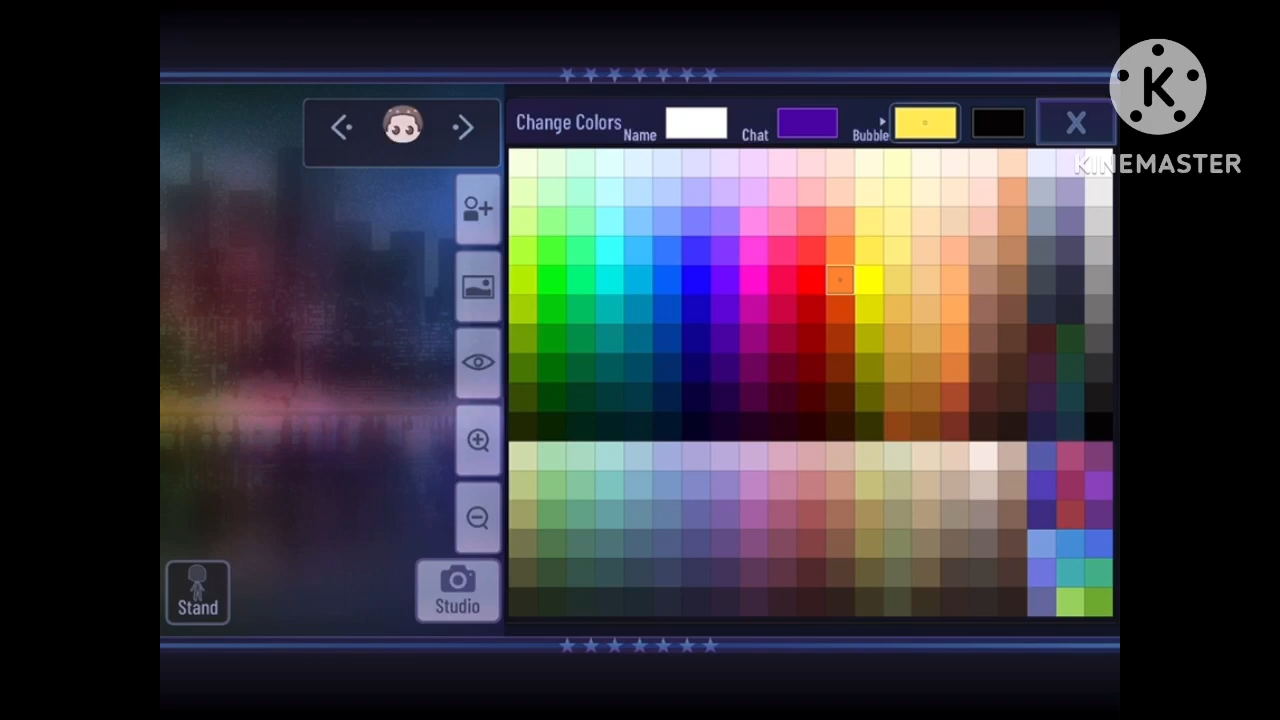 Change Colors
Name
Chat
Bubble
X
K
KINEMASTER
Stand
Studio